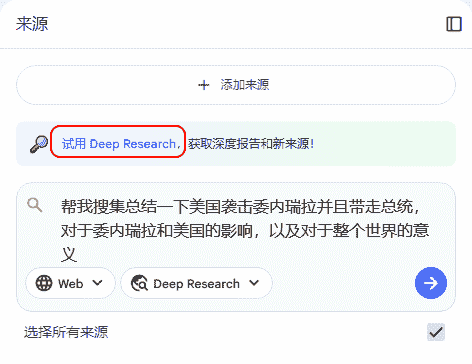 来源
+ 添加来源
试用 Deep Research，获取深度报告和新来源！
帮我搜集总结一下美国袭击委内瑞拉并且带走总统，
对于委内瑞拉和美国的影响，以及对于整个世界的意
义
Web Deep Research
选择所有来源